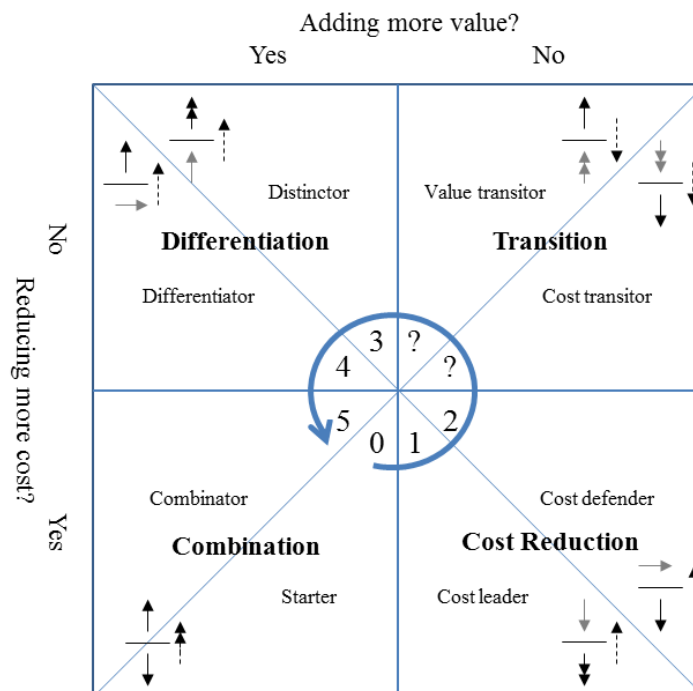 Adding more value?
Yes No
Distinctor Value transitor
No
Differentiation Transition
Differentiator Cost transitor
Reducing more cost?
3 ?
4 ?
5 2
0 1
Combinator Cost defender
Yes
Combination Cost Reduction
Starter Cost leader